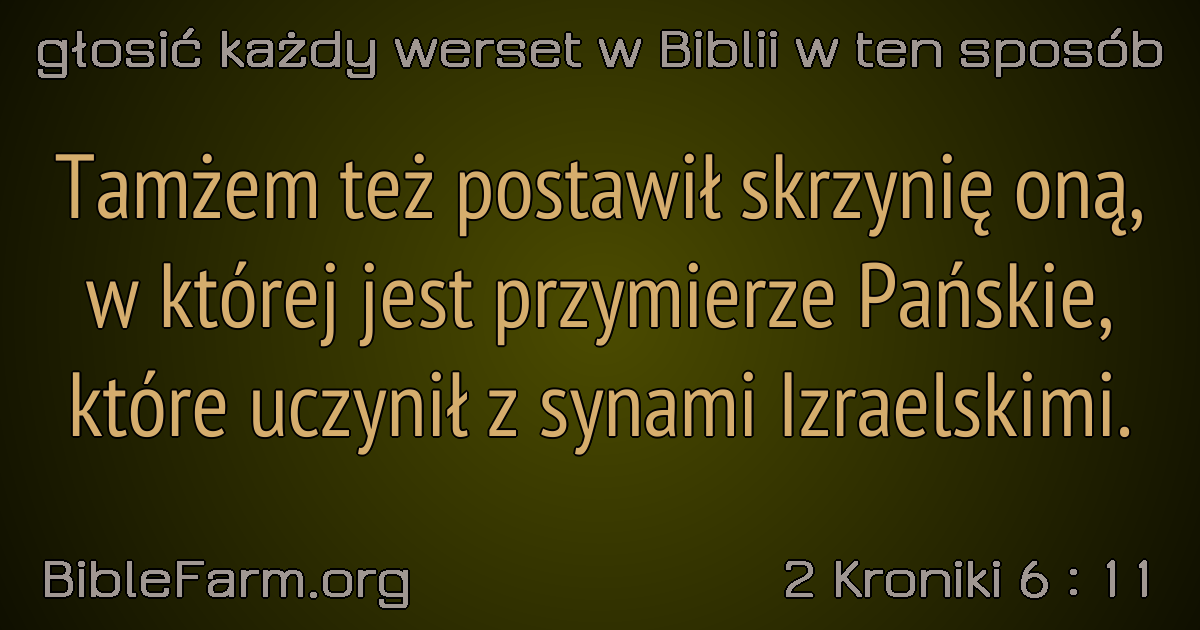 głosić każdy werset w Biblii w ten sposób
Tamżem też postawił skrzynię oną,
w której jest przymierze Pańskie,
które uczynił z synami Izraelskimi.
BibleFarm.org
2 Kroniki 6 : 11